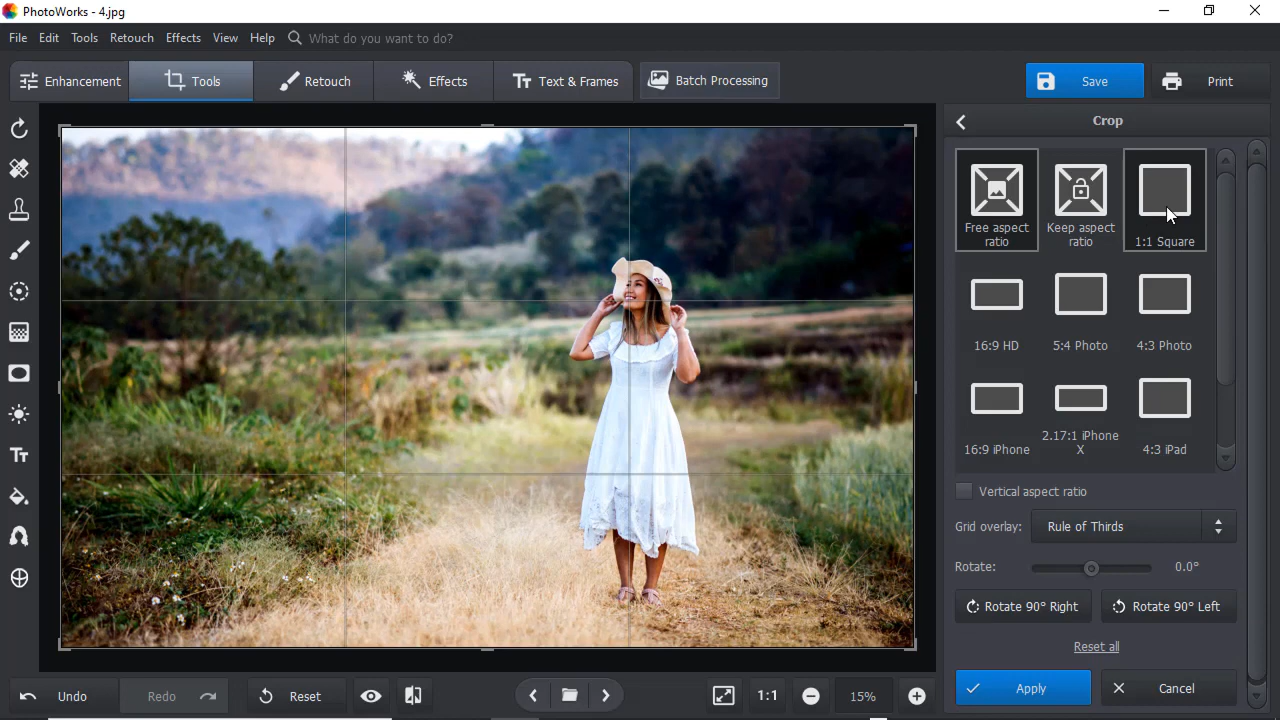 PhotoWorks - 4.jpg
File Edit Tools Retouch Effects View Help What do you want to do?
Enhancement Tools Retouch Effects Text & Frames Batch Processing Save Print
Crop
Free aspect ratio
Keep aspect ratio
1:1 Square
16:9 HD 5:4 Photo 4:3 Photo
16:9 iPhone
2.17:1 iPhone X
4:3 iPad
Vertical aspect ratio
Grid overlay: Rule of Thirds
Rotate: 0.0°
Rotate 90° Right Rotate 90° Left
Reset all
Apply Cancel
Undo Redo Reset 1:1 15%